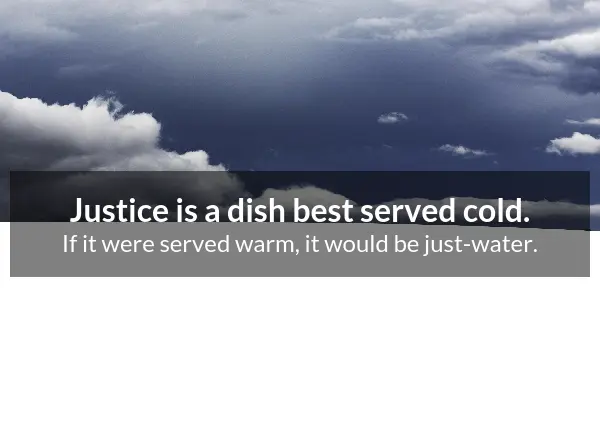 Justice is a dish best served cold.
If it were served warm, it would be just-water.